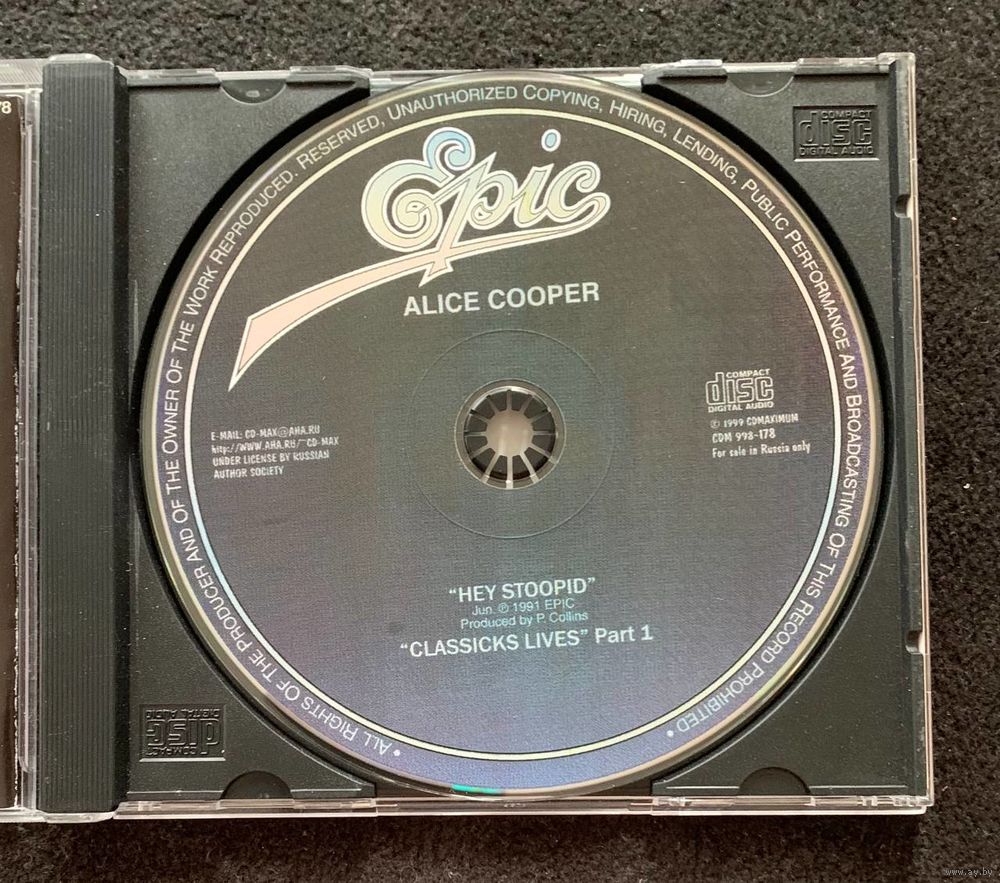 78
COMPACT
disc
DIGITAL AUDIO
• ALL RIGHTS OF THE PRODUCER AND OF THE OWNER OF THE WORK REPRODUCED. RESERVED, UNAUTHORIZED COPYING, HIRING, LENDING, PUBLIC PERFORMANCE AND BROADCASTING OF THIS RECORD PROHIBITED •
Epic
ALICE COOPER
COMPACT
disc
DIGITAL AUDIO
© 1999 CDMAXIMUM
CDM 998-178
For sale in Russia only
E-MAIL: CD-MAX@AHA.RU
http://WWW.AHA.RU/~CD-MAX
UNDER LICENSE BY RUSSIAN
AUTHOR SOCIETY
“HEY STOOPID”
Jun. ℗ 1991 EPIC
Produced by P. Collins
“CLASSICKS LIVES” Part 1
COMPACT
disc
DIGITAL AUDIO
www.ay.by